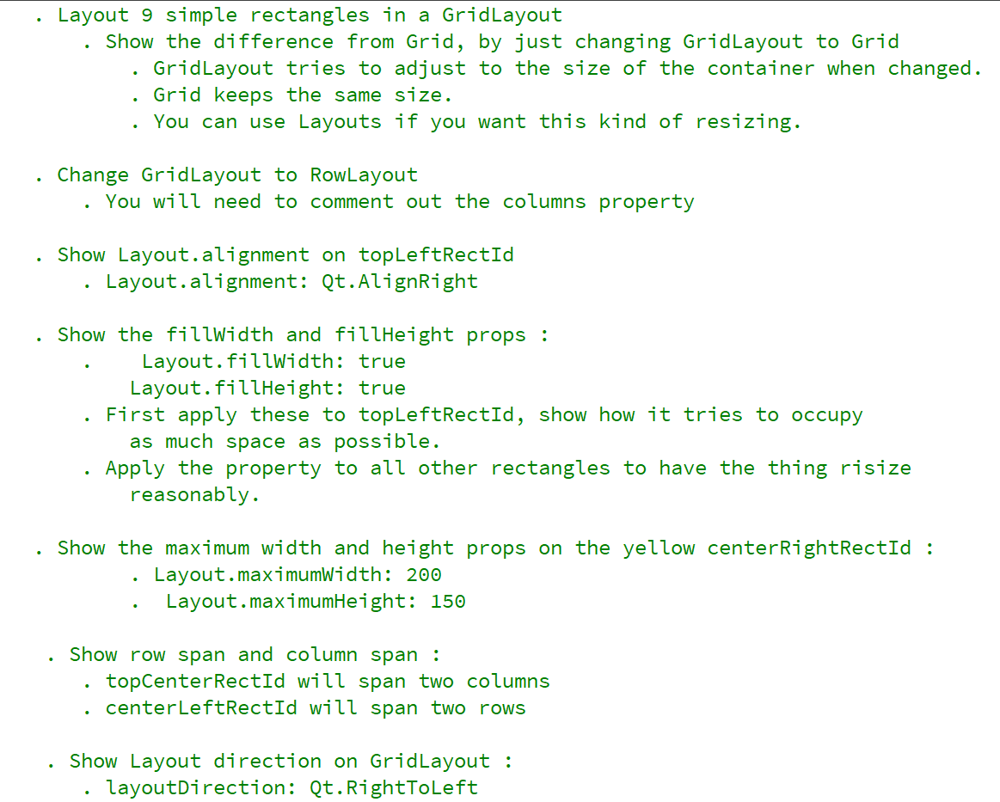 . Layout 9 simple rectangles in a GridLayout
. Show the difference from Grid, by just changing GridLayout to Grid
. GridLayout tries to adjust to the size of the container when changed.
. Grid keeps the same size.
. You can use Layouts if you want this kind of resizing.
. Change GridLayout to RowLayout
. You will need to comment out the columns property
. Show Layout.alignment on topLeftRectId
. Layout.alignment: Qt.AlignRight
. Show the fillWidth and fillHeight props :
. Layout.fillWidth: true
Layout.fillHeight: true
. First apply these to topLeftRectId, show how it tries to occupy
as much space as possible.
. Apply the property to all other rectangles to have the thing risize
reasonably.
. Show the maximum width and height props on the yellow centerRightRectId :
. Layout.maximumWidth: 200
. Layout.maximumHeight: 150
. Show row span and column span :
. topCenterRectId will span two columns
. centerLeftRectId will span two rows
. Show Layout direction on GridLayout :
. layoutDirection: Qt.RightToLeft